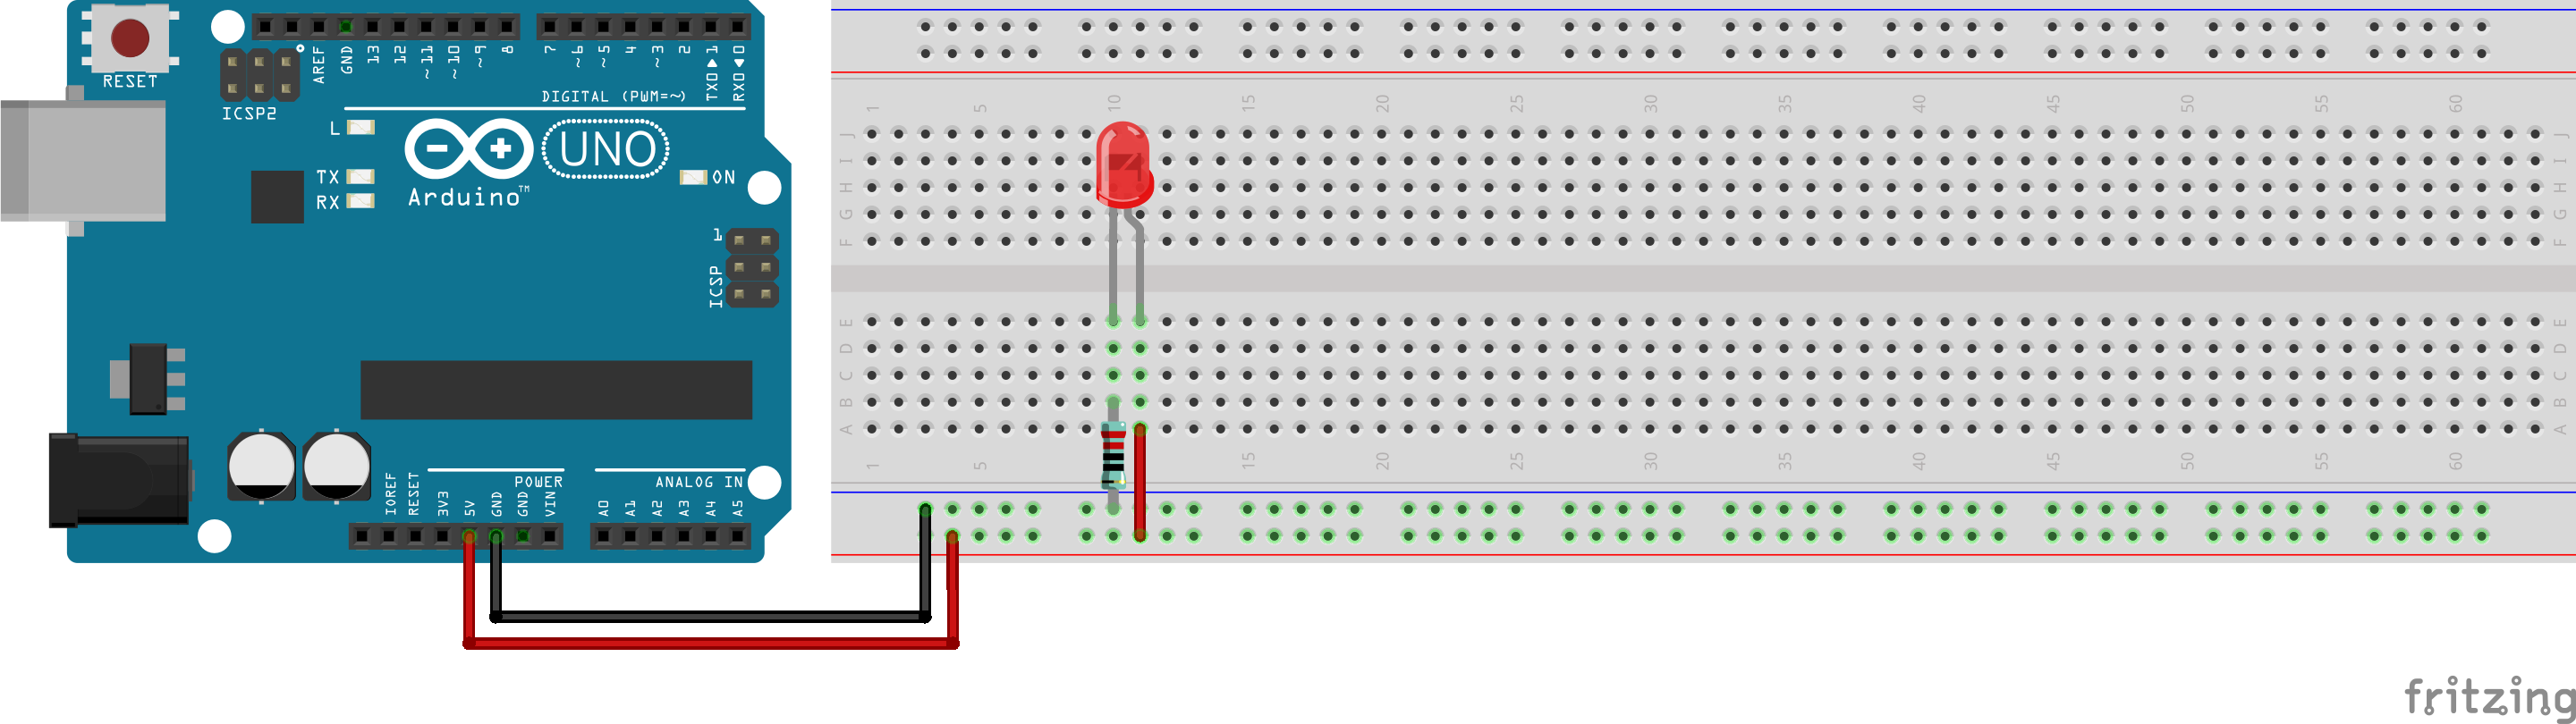 RESET
ICSP2
AREF
GND
13
12
~11
~10
~9
8
7
~6
~5
4
~3
2
TX0▶1
RX0◀0
DIGITAL (PWM=~)
L
TX
RX
UNO
Arduino™
ON
1
ICSP
IOREF
RESET
3V3
5V
GND
GND
VIN
POWER
A0
A1
A2
A3
A4
A5
ANALOG IN
1 5 10 15 20 25 30 35 40 45 50 55 60
J J
I I
H H
G G
F F
E E
D D
C C
B B
A A
1 5 15 20 25 30 35 40 45 50 55 60
fritzing